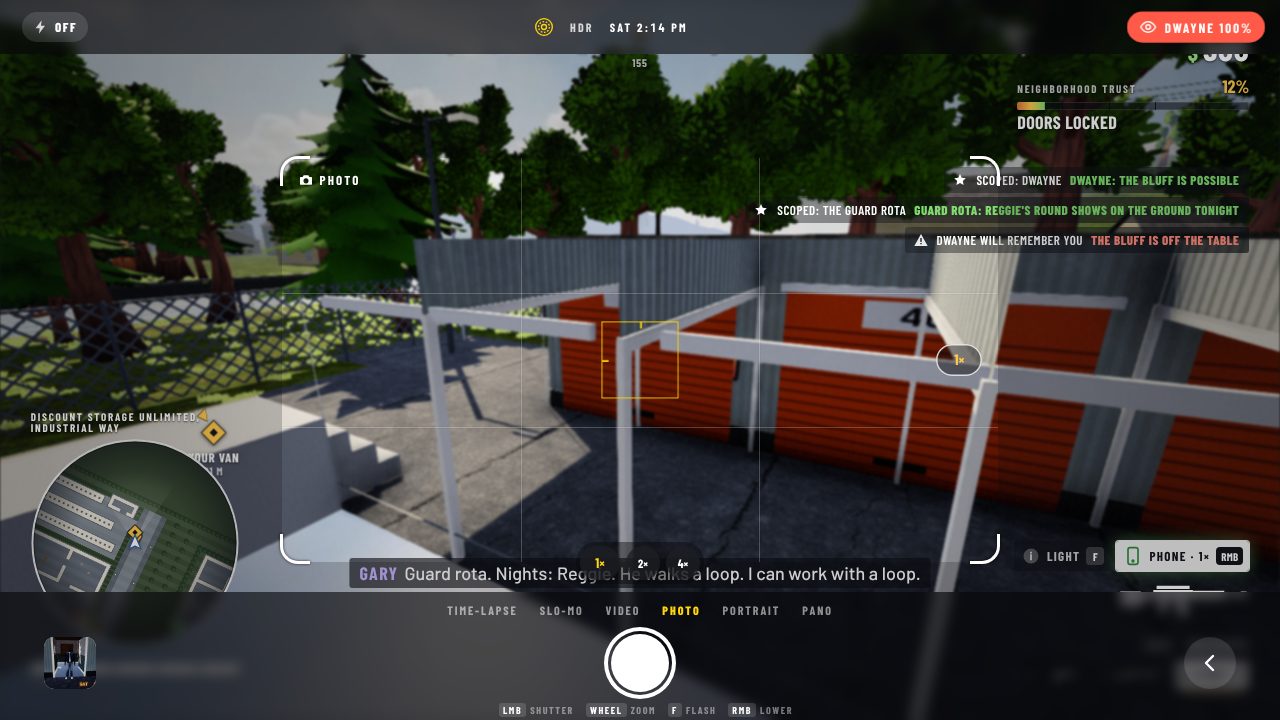 OFF
HDR SAT 2:14 PM
DWAYNE 100%
155
NEIGHBORHOOD TRUST 12%
DOORS LOCKED
PHOTO
SCOPED: DWAYNE DWAYNE: THE BLUFF IS POSSIBLE
SCOPED: THE GUARD ROTA GUARD ROTA: REGGIE'S ROUND SHOWS ON THE GROUND TONIGHT
DWAYNE WILL REMEMBER YOU THE BLUFF IS OFF THE TABLE
1×
DISCOUNT STORAGE UNLIMITED,
INDUSTRIAL WAY
YOUR VAN
LIGHT F
PHONE · 1× RMB
1× 2× 4×
GARY Guard rota. Nights: Reggie. He walks a loop. I can work with a loop.
TIME-LAPSE SLO-MO VIDEO PHOTO PORTRAIT PANO
LMB SHUTTER WHEEL ZOOM F FLASH RMB LOWER